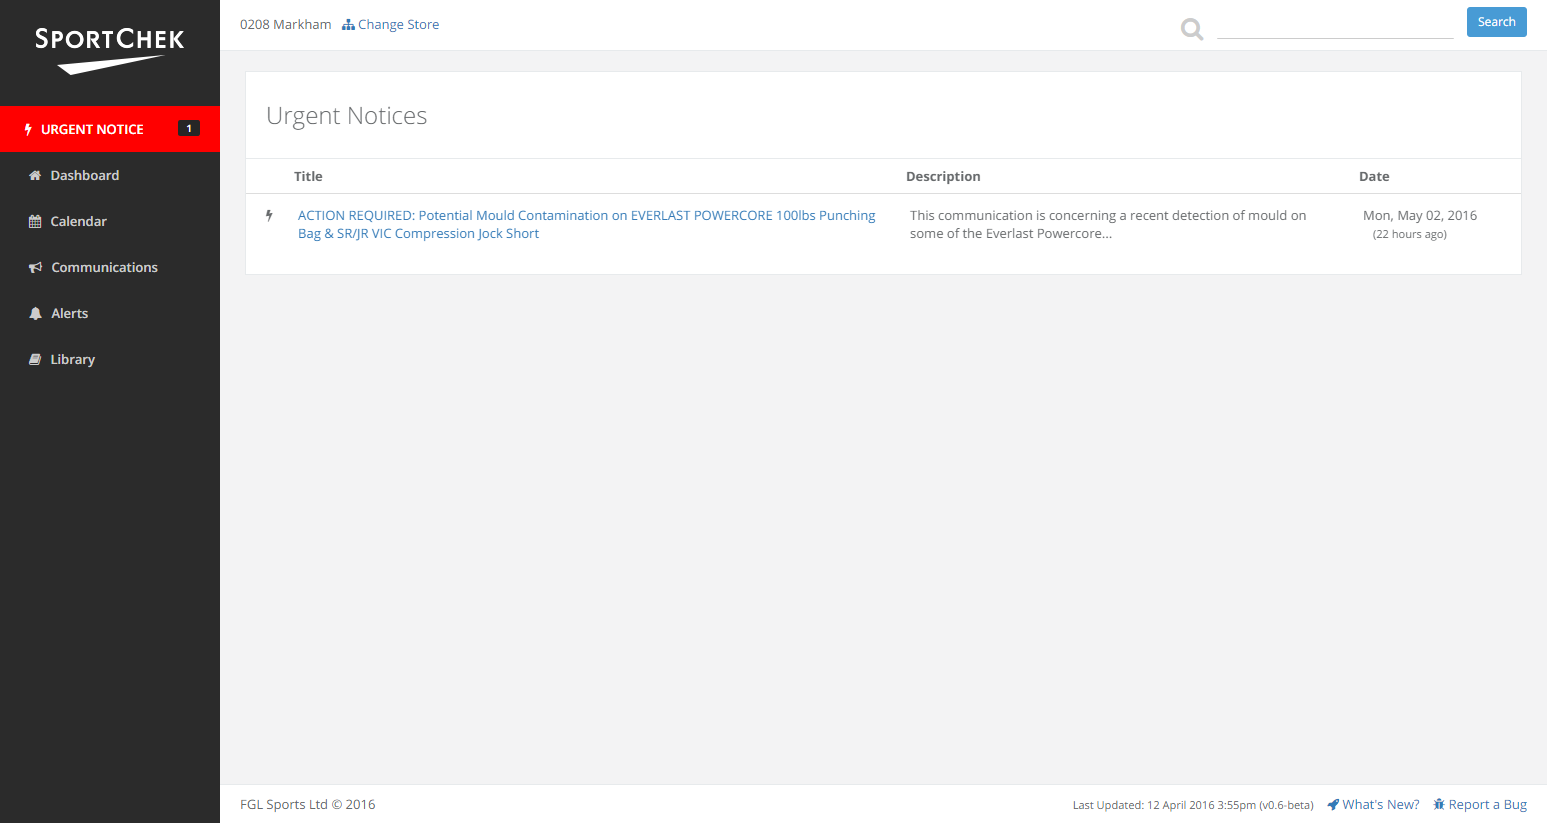 SPORTCHEK
0208 Markham Change Store
Search
URGENT NOTICE 1
Dashboard
Calendar
Communications
Alerts
Library
Urgent Notices
Title Description Date
ACTION REQUIRED: Potential Mould Contamination on EVERLAST POWERCORE 100lbs Punching
Bag & SR/JR VIC Compression Jock Short
This communication is concerning a recent detection of mould on
some of the Everlast Powercore...
Mon, May 02, 2016
(22 hours ago)
FGL Sports Ltd © 2016
Last Updated: 12 April 2016 3:55pm (v0.6-beta) What's New? Report a Bug